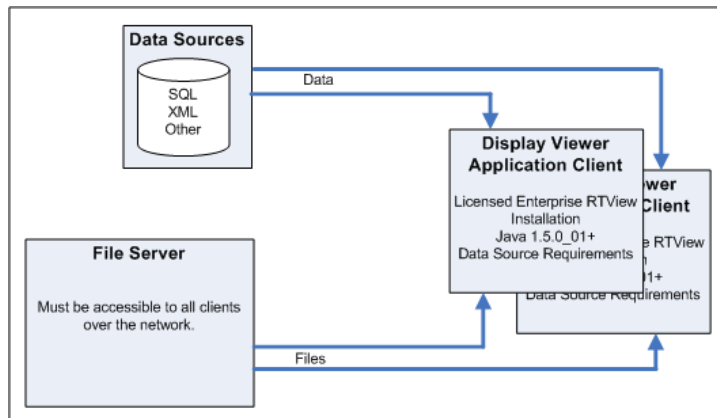 Data Sources
SQL
XML
Other
Data
Display Viewer
Application Client
Licensed Enterprise RTView
Installation
Java 1.5.0_01+
Data Source Requirements
Client
RTView
Data Source Requirements
File Server
Must be accessible to all clients
over the network.
Files